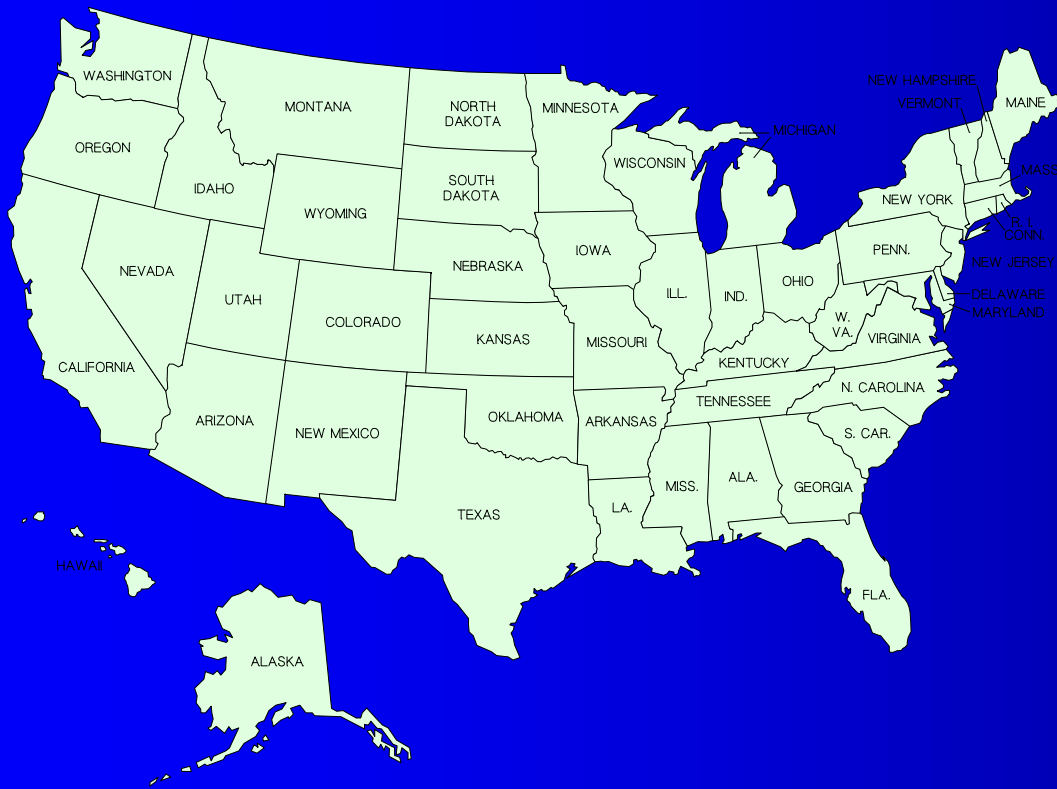 WASHINGTON
MONTANA
NORTH
DAKOTA
MINNESOTA
NEW HAMPSHIRE
VERMONT
MAINE
OREGON
IDAHO
WYOMING
SOUTH
DAKOTA
WISCONSIN
MICHIGAN
MASS
NEW YORK
R. I.
CONN.
NEVADA
UTAH
COLORADO
NEBRASKA
IOWA
ILL.
IND.
OHIO
PENN.
NEW JERSEY
DELAWARE
MARYLAND
CALIFORNIA
KANSAS
MISSOURI
KENTUCKY
W.
VA.
VIRGINIA
ARIZONA
NEW MEXICO
OKLAHOMA
ARKANSAS
TENNESSEE
N. CAROLINA
S. CAR.
TEXAS
LA.
MISS.
ALA.
GEORGIA
FLA.
HAWAII
ALASKA